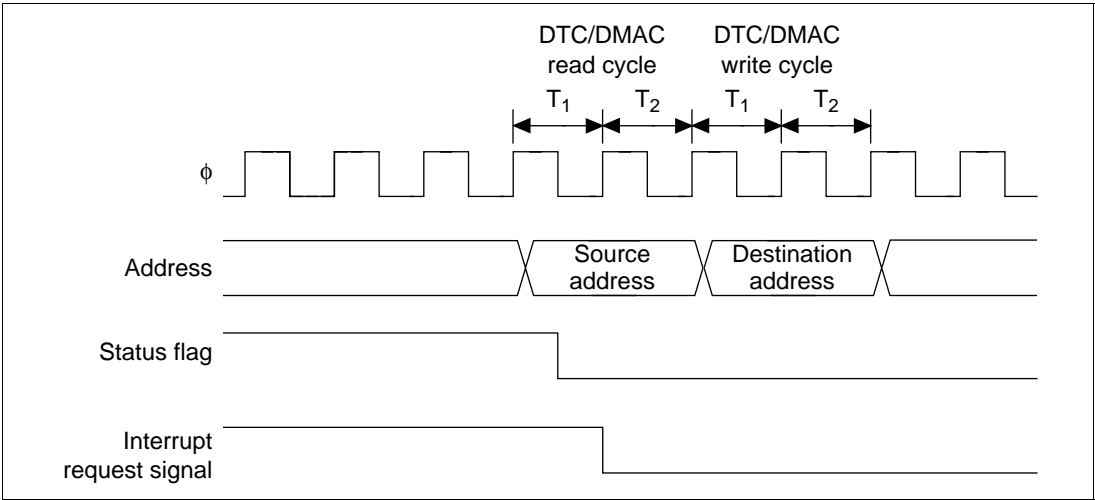 DTC/DMAC
read cycle
DTC/DMAC
write cycle
T1 T2 T1 T2
ϕ
Address
Source
address
Destination
address
Status flag
Interrupt
request signal